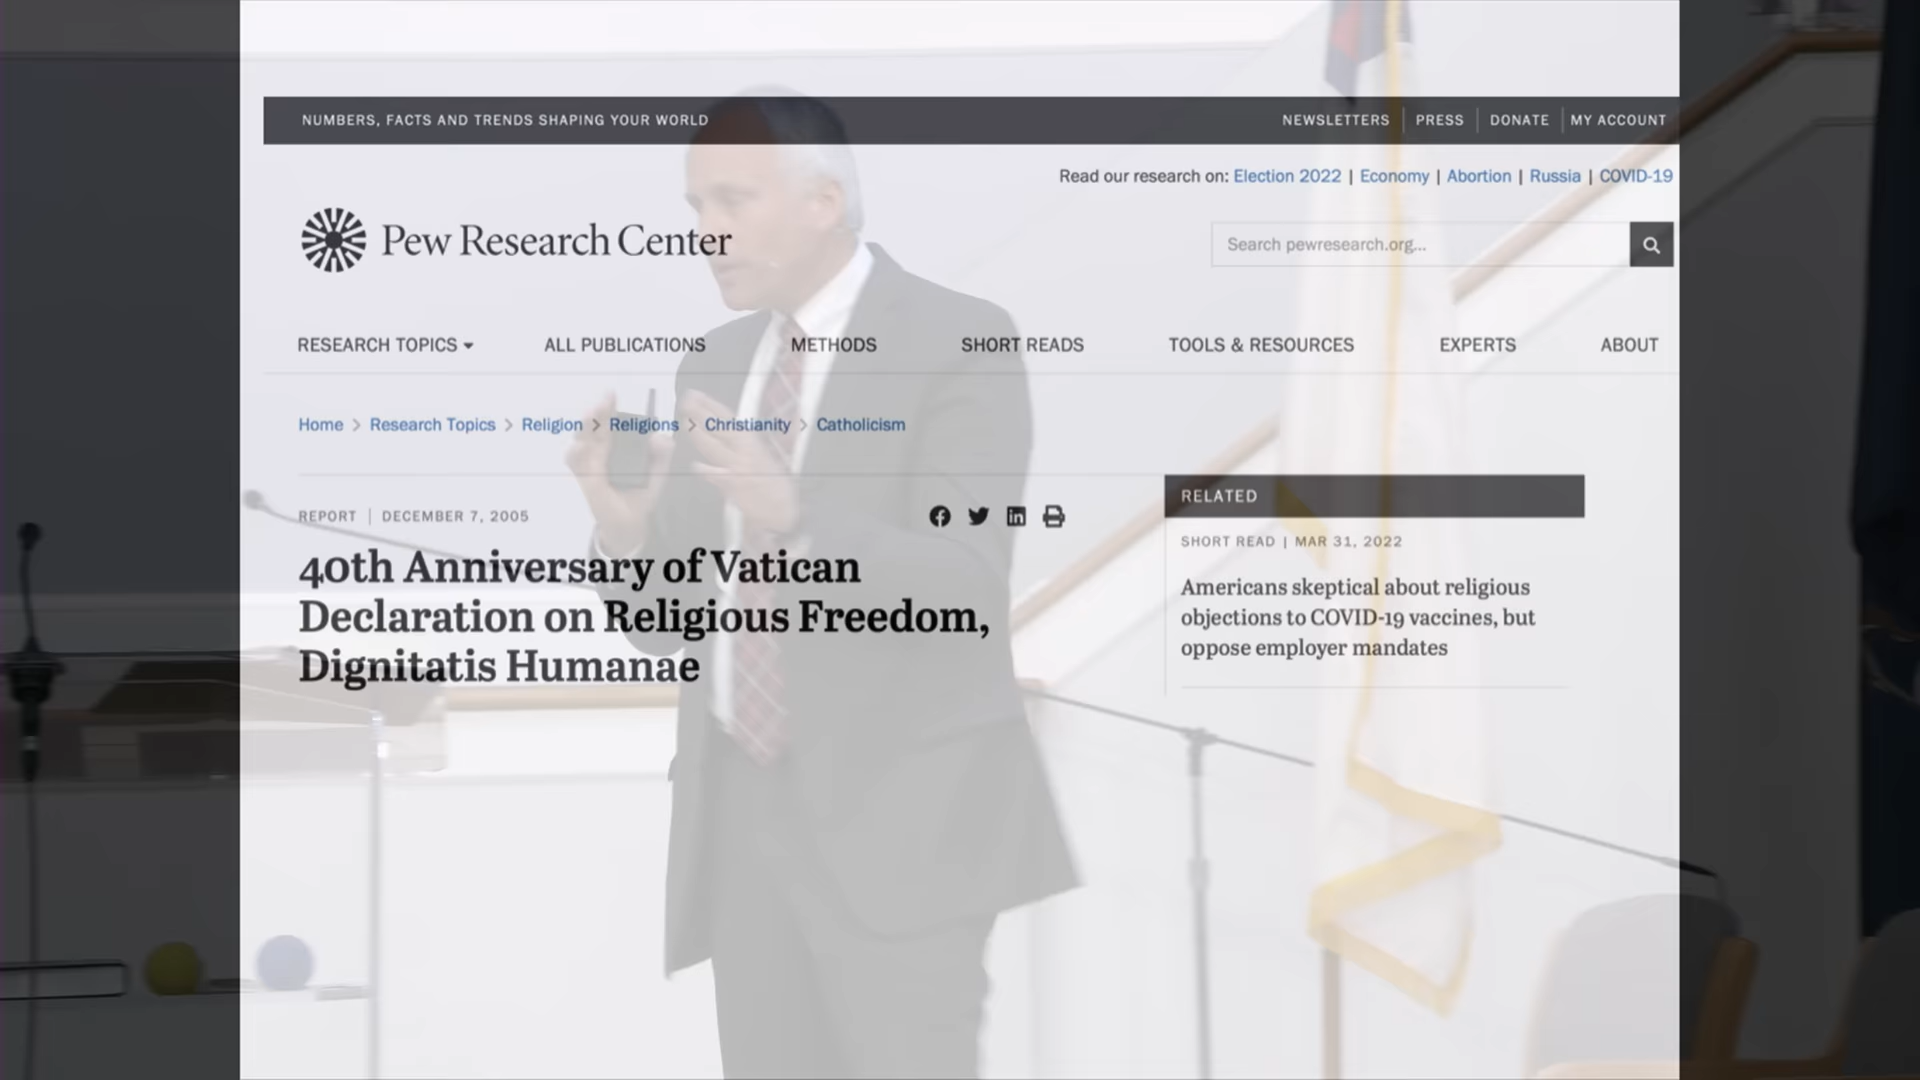 NUMBERS, FACTS AND TRENDS SHAPING YOUR WORLD
NEWSLETTERS | PRESS | DONATE | MY ACCOUNT
Read our research on: Election 2022 | Economy | Abortion | Russia | COVID-19
Pew Research Center
Search pewresearch.org...
RESEARCH TOPICS ALL PUBLICATIONS METHODS SHORT READS TOOLS & RESOURCES EXPERTS ABOUT
Home > Research Topics > Religion > Religions > Christianity > Catholicism
REPORT | DECEMBER 7, 2005
40th Anniversary of Vatican
Declaration on Religious Freedom,
Dignitatis Humanae
RELATED
SHORT READ | MAR 31, 2022
Americans skeptical about religious
objections to COVID-19 vaccines, but
oppose employer mandates